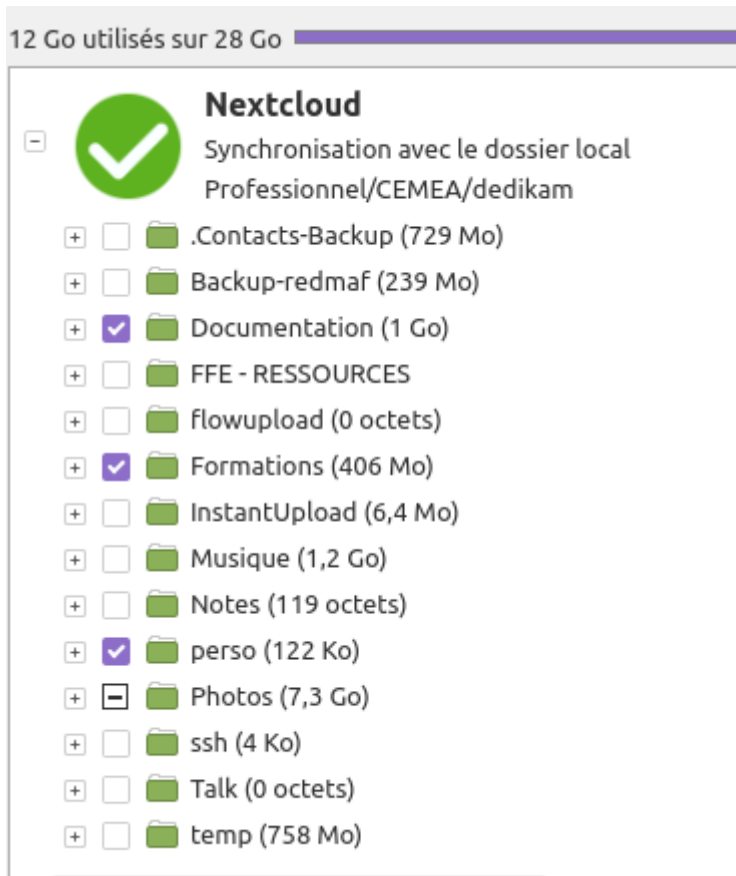 12 Go utilisés sur 28 Go
Nextcloud
Synchronisation avec le dossier local
Professionnel/CEMEA/dedikam
.Contacts-Backup (729 Mo)
Backup-redmaf (239 Mo)
Documentation (1 Go)
FFE - RESSOURCES
flowupload (0 octets)
Formations (406 Mo)
InstantUpload (6,4 Mo)
Musique (1,2 Go)
Notes (119 octets)
perso (122 Ko)
Photos (7,3 Go)
ssh (4 Ko)
Talk (0 octets)
temp (758 Mo)